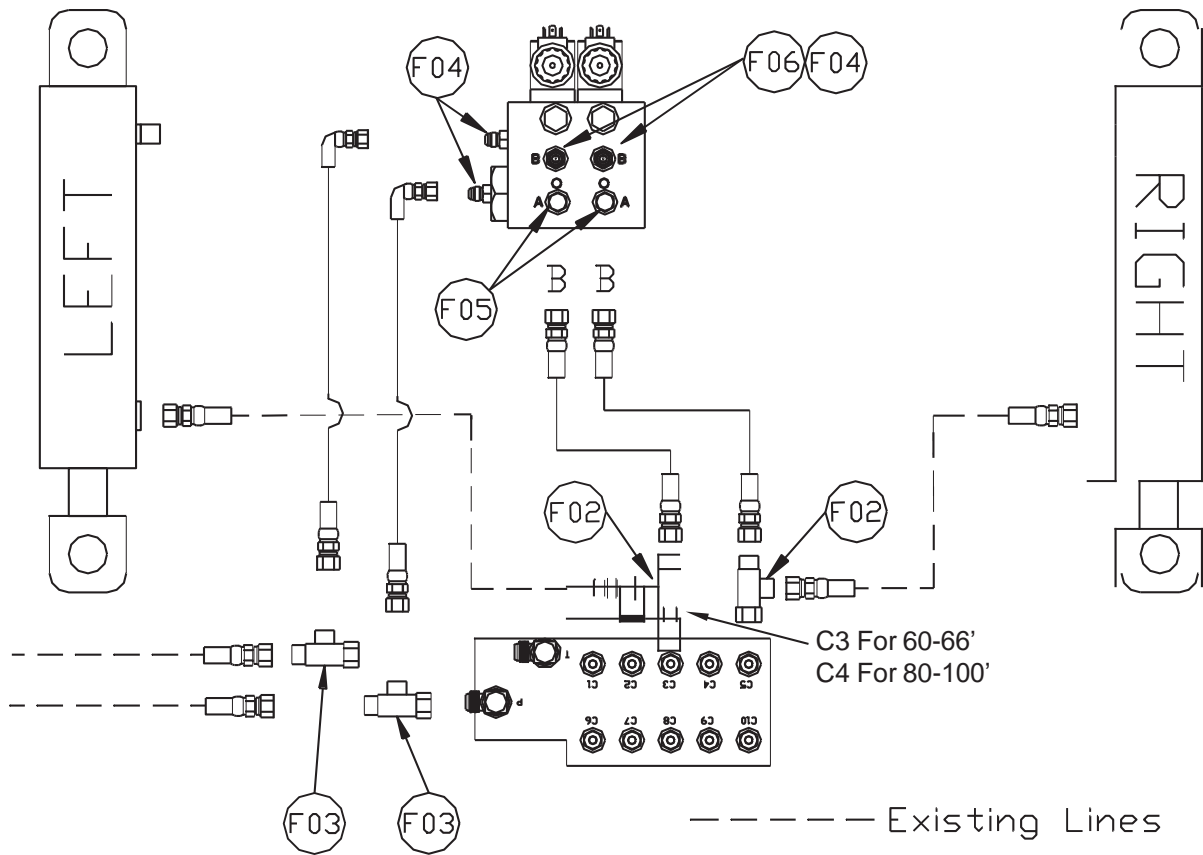 LEFT
RIGHT
F04
F06
F04
B
B
A
A
F05
B
B
F02
F02
C3 For 60-66’
C4 For 80-100’
T
C1
C2
C3
C4
C5
P
C6
C7
C8
C9
C10
F03
F03
Existing Lines